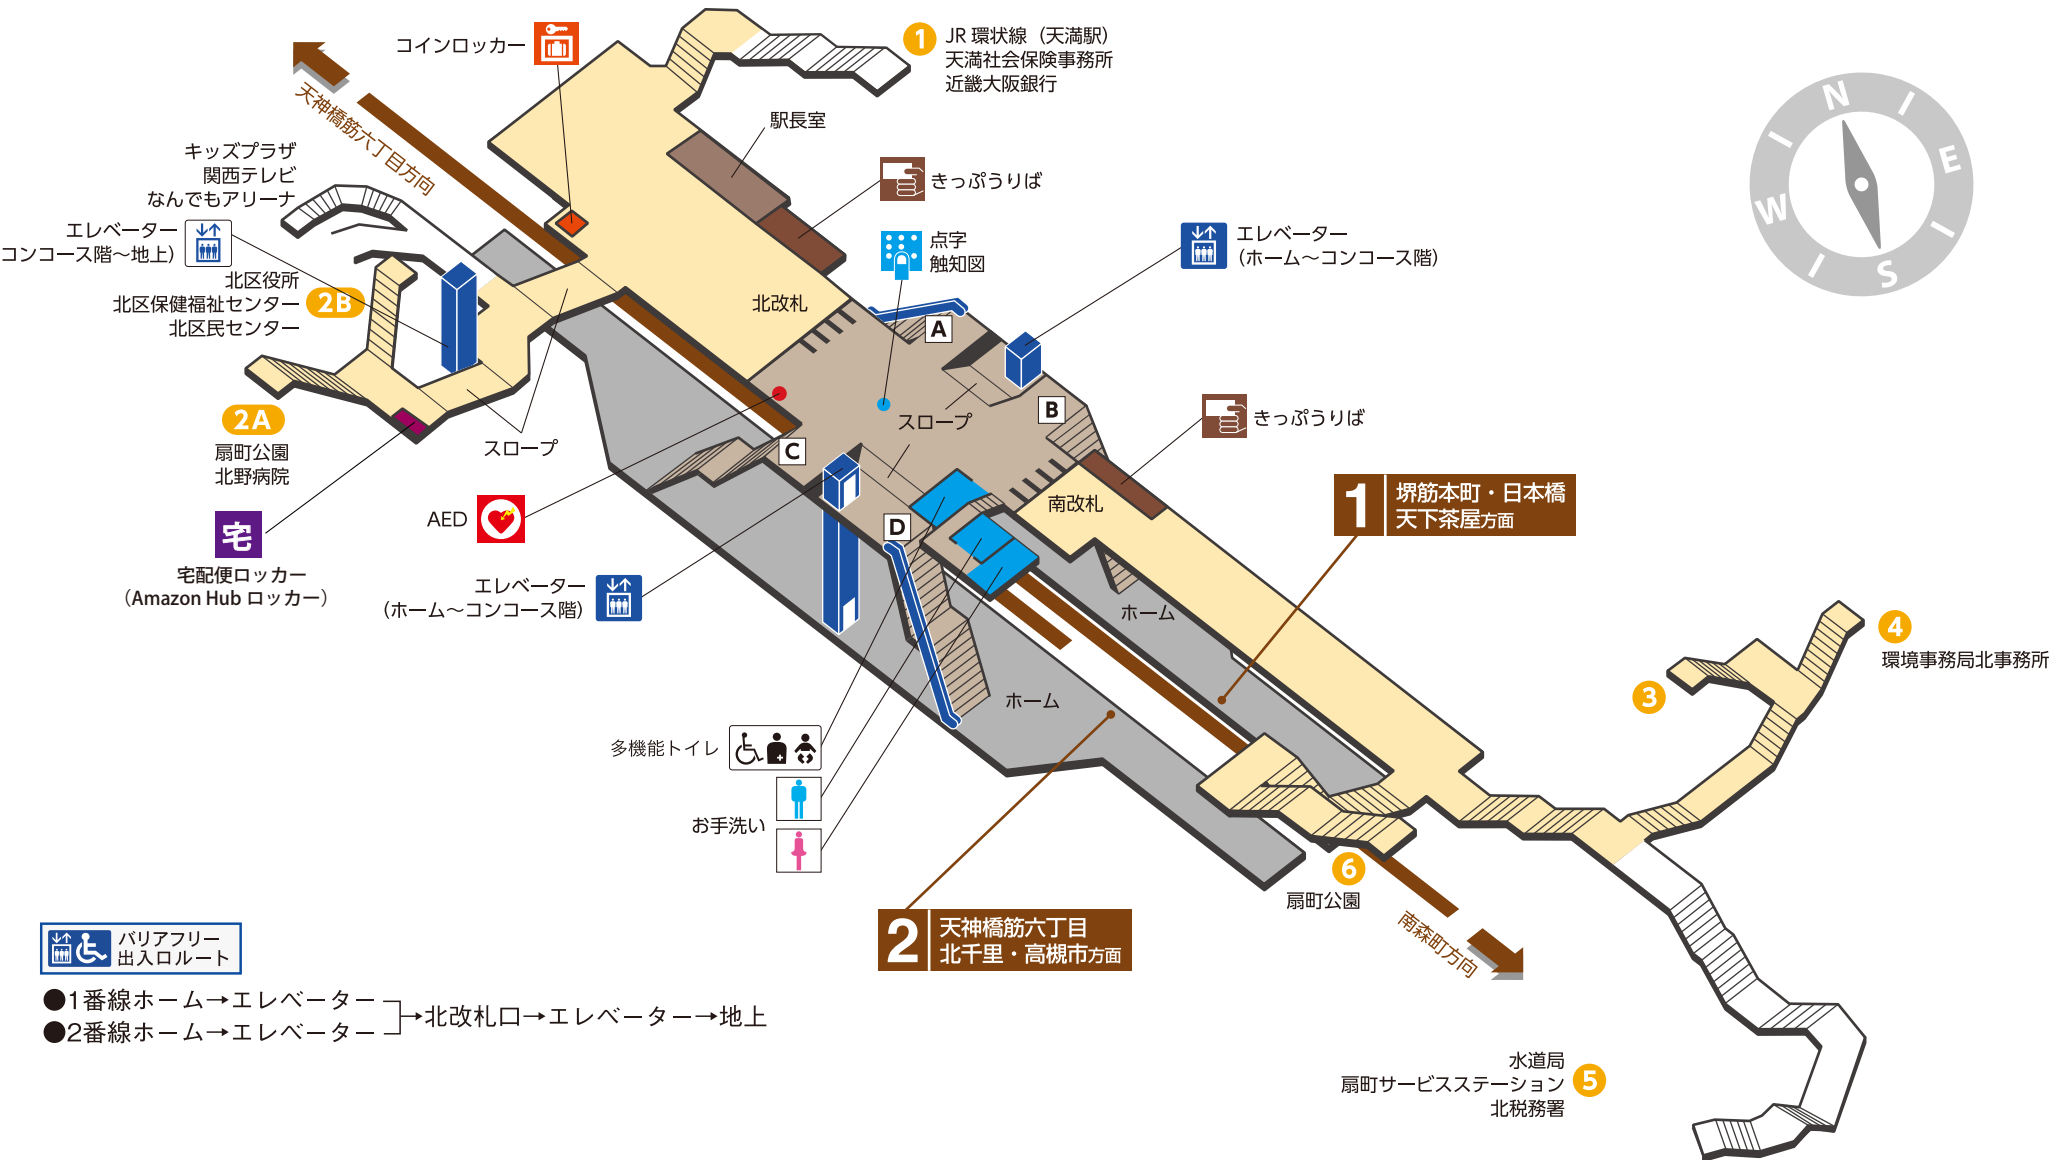 コインロッカー
1
JR 環状線（天満駅）
天満社会保険事務所
近畿大阪銀行
天神橋筋六丁目方向
N
E
S
W
駅長室
キッズプラザ
関西テレビ
なんでもアリーナ
きっぷうりば
エレベーター
コンコース階～地上）
点字
触知図
エレベーター
（ホーム～コンコース階）
北区役所
北区保健福祉センター
北区民センター
2B
北改札
A
B
スロープ
きっぷうりば
2A
扇町公園
北野病院
スロープ
C
南改札
D
1
堺筋本町・日本橋
天下茶屋方面
AED
宅
宅配便ロッカー
（Amazon Hub ロッカー）
エレベーター
（ホーム～コンコース階）
ホーム
ホーム
4
環境事務局北事務所
3
多機能トイレ
お手洗い
6
扇町公園
2
天神橋筋六丁目
北千里・高槻市方面
南森町方向
バリアフリー
出入口ルート
●1番線ホーム→エレベーター
●2番線ホーム→エレベーター
→北改札口→エレベーター→地上
水道局
扇町サービスステーション
北税務署
5